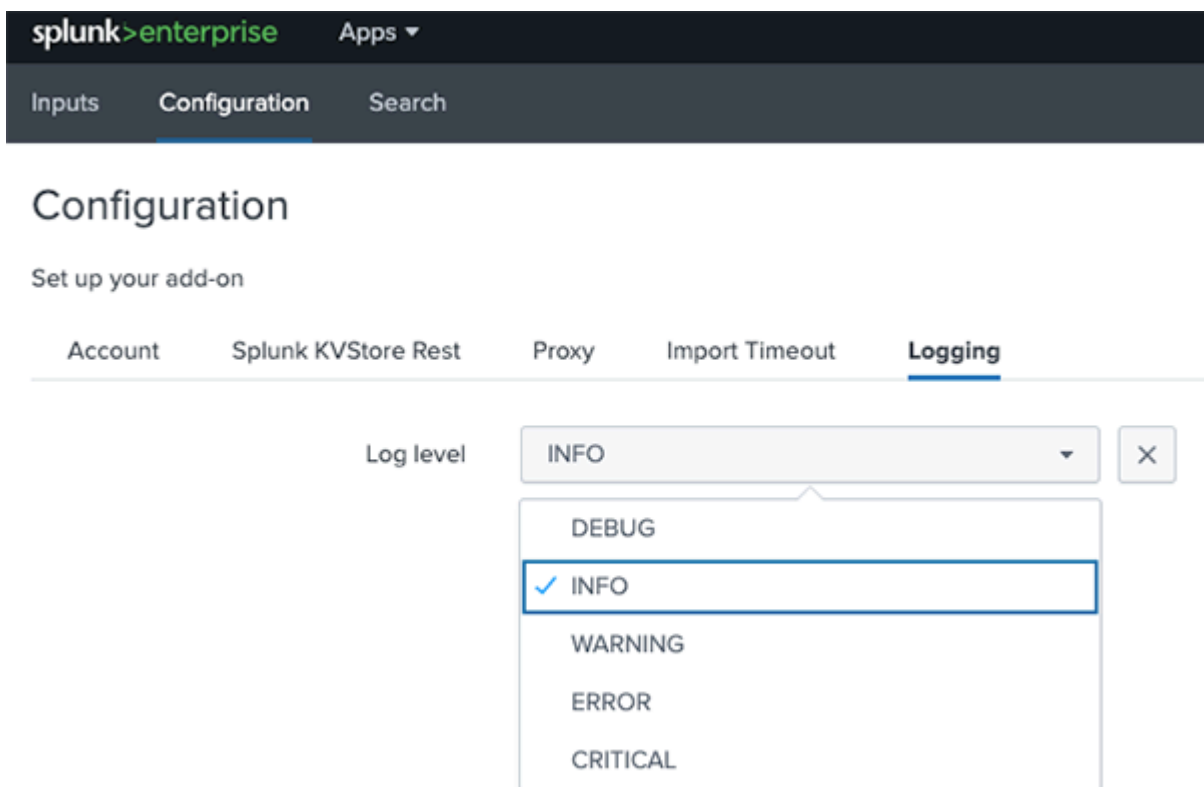 splunk>enterprise Apps
Inputs Configuration Search
Configuration
Set up your add-on
Account Splunk KVStore Rest Proxy Import Timeout Logging
Log level INFO
DEBUG
INFO
WARNING
ERROR
CRITICAL